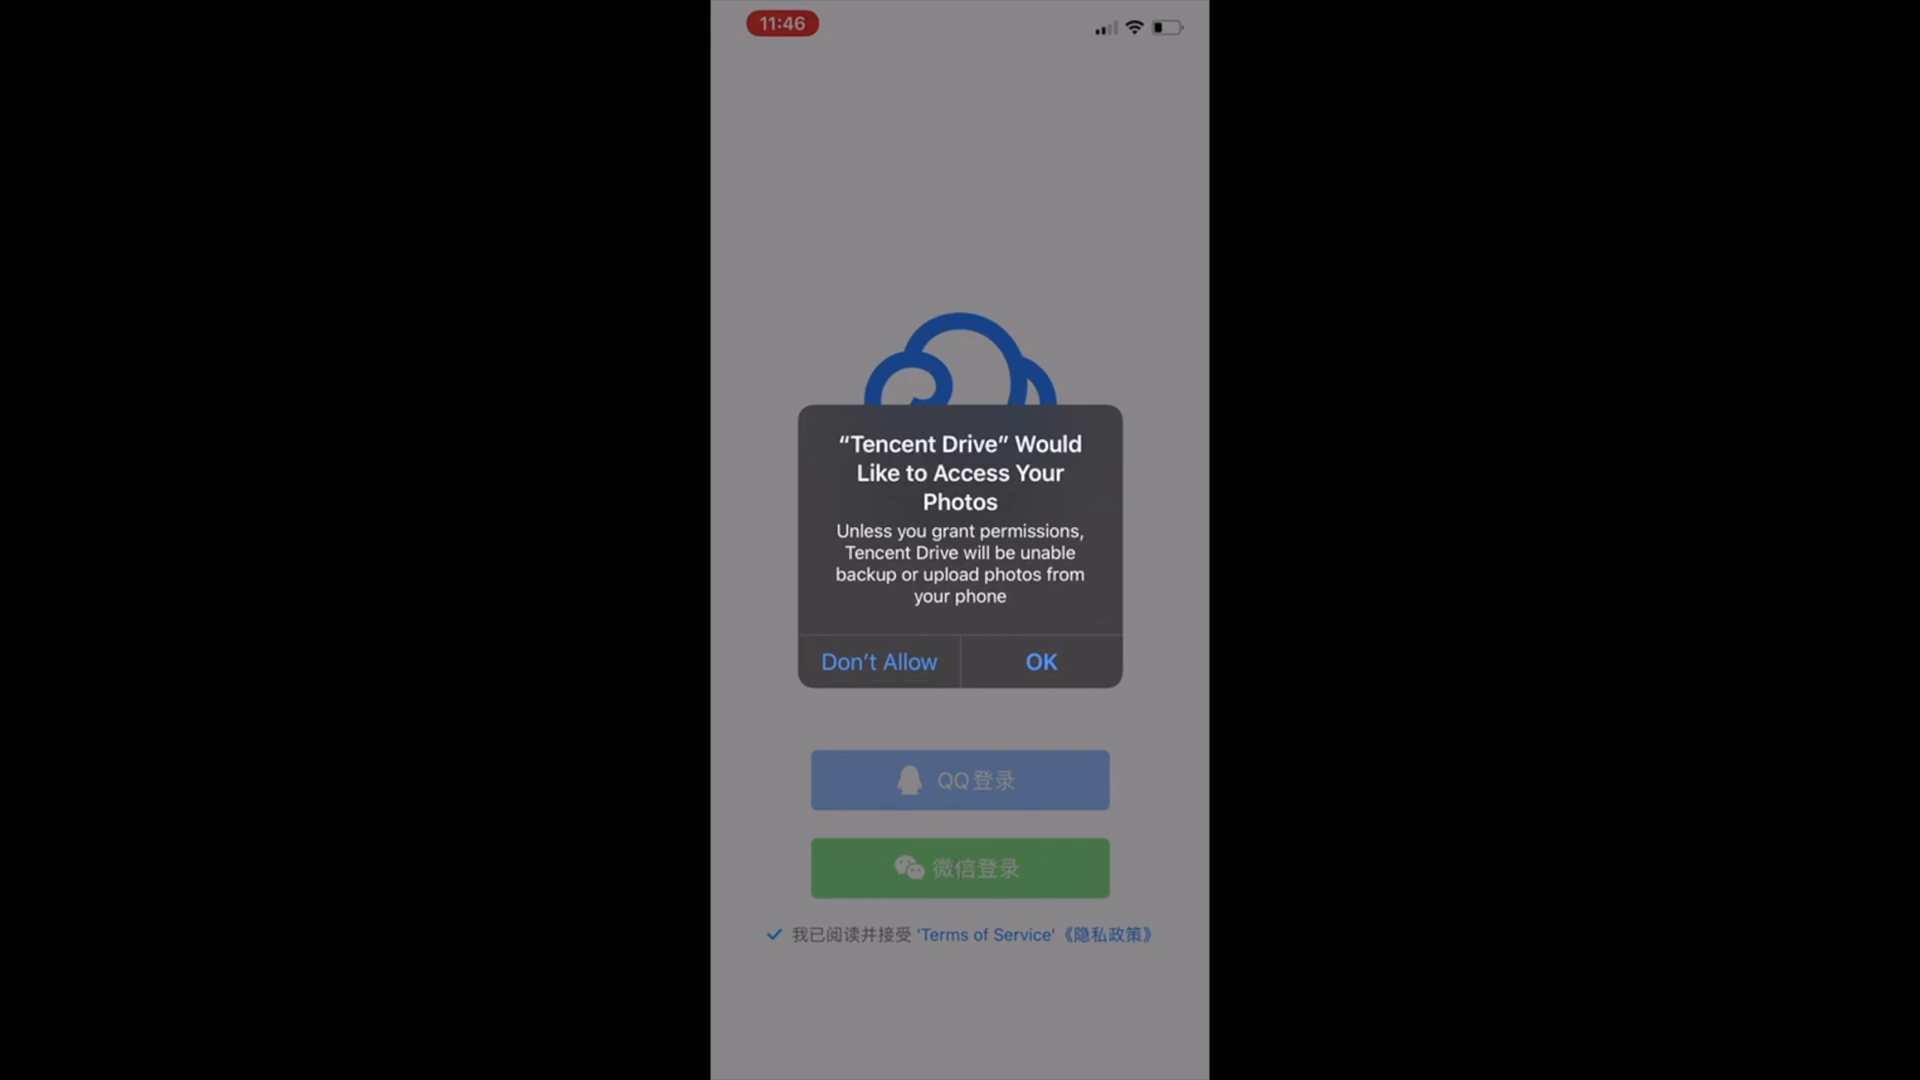 11:46
“Tencent Drive” Would
Like to Access Your
Photos
Unless you grant permissions,
Tencent Drive will be unable
backup or upload photos from
your phone
Don’t Allow
OK
QQ登录
微信登录
我已阅读并接受 'Terms of Service'《隐私政策》